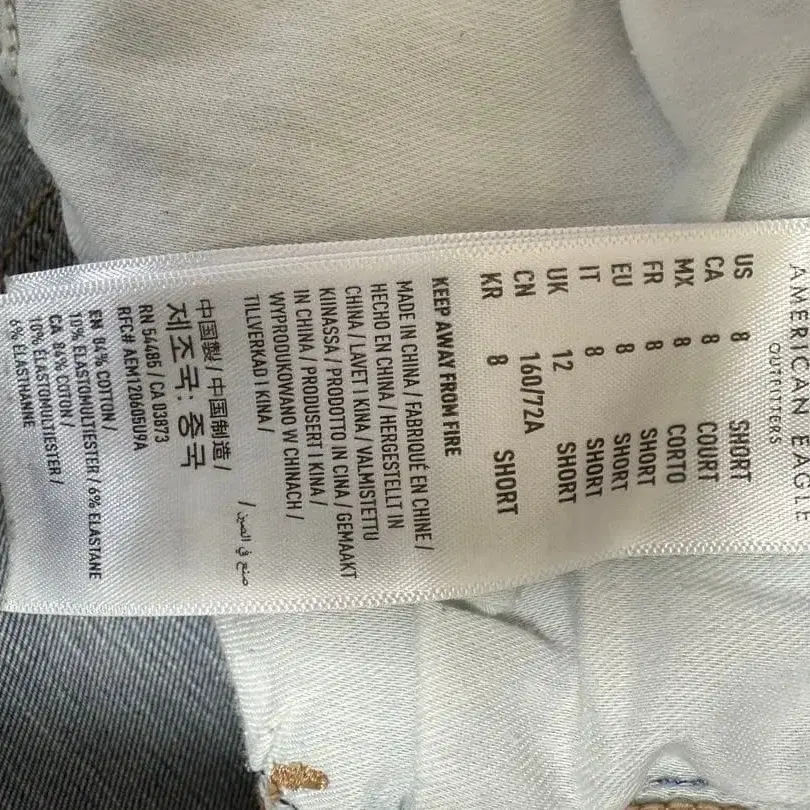 AMERICAN EAGLE
OUTFITTERS
US 8 SHORT
CA 8 COURT
MX 8 CORTO
FR 8 SHORT
EU 8 SHORT
IT 8 SHORT
UK 12 SHORT
CN 160/72A
KR 8 SHORT
KEEP AWAY FROM FIRE
MADE IN CHINA / FABRIQUÉ EN CHINE /
HECHO EN CHINA / HERGESTELLT IN
CHINA / LAVET I KINA / VALMISTETTU
KIINASSA / PRODOTTO IN CINA / GEMAAKT
IN CHINA / PRODUSERT I KINA /
WYPRODUKOWANO W CHINACH /
TILLVERKAD I KINA /
صنع في الصين /
中国製 / 中国制造 /
제조국: 중국
RN 54485 / CA 03873
RFC# AEM120605U9A
EN 84% COTTON /
10% ELASTOMULTIESTER / 6% ELASTANE
CA 84% COTON /
10% ELASTOMULTIESTER /
6% ÉLASTHANNE